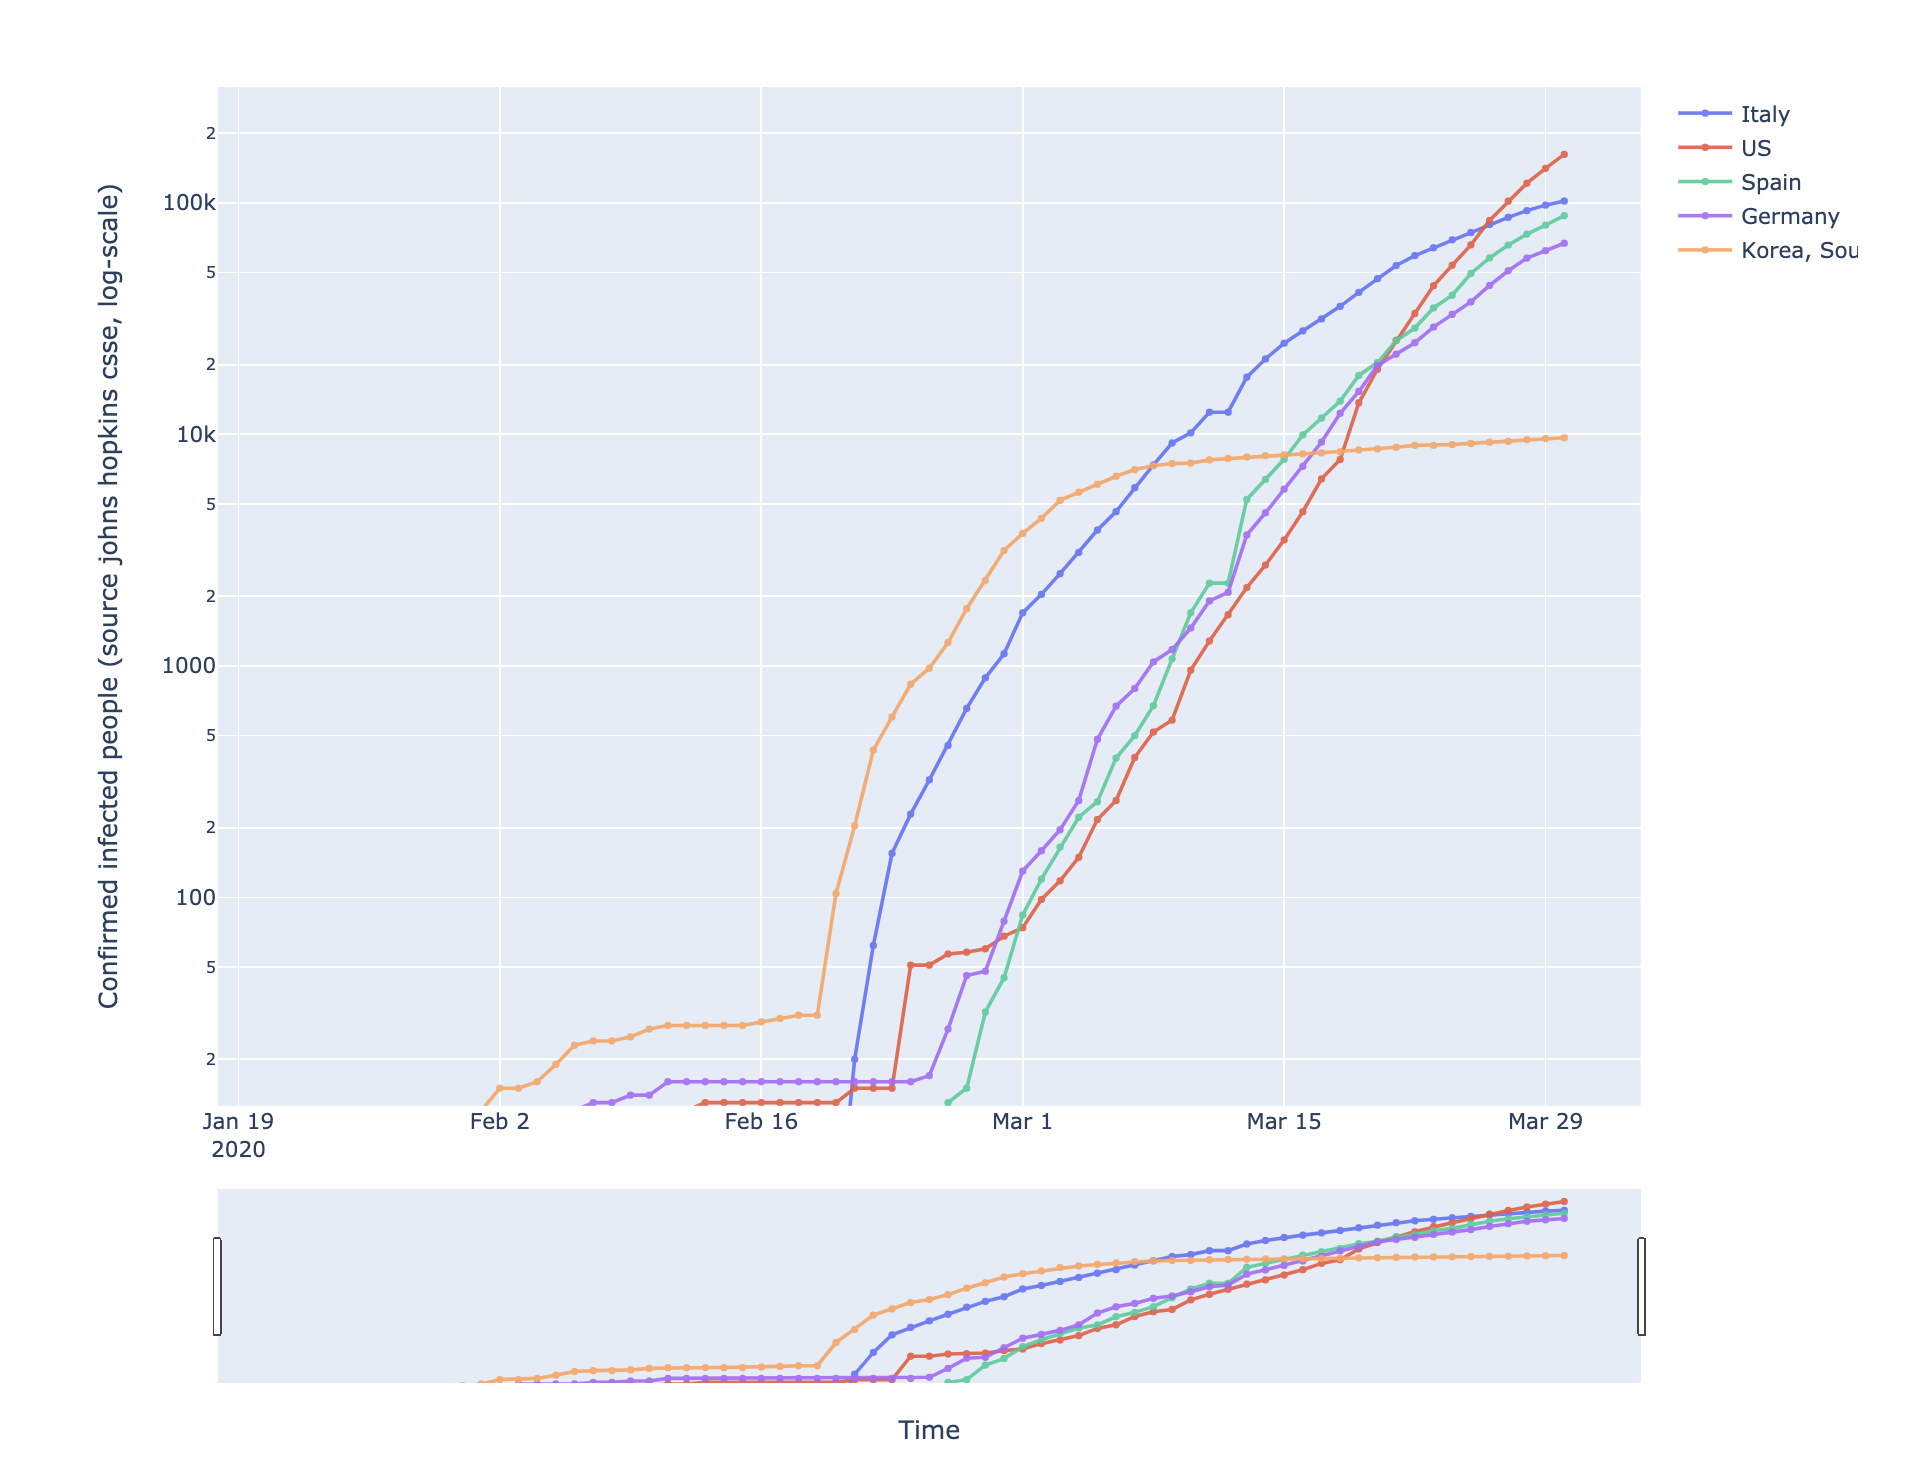 Confirmed infected people (source johns hopkins csse, log-scale)
2
100k
5
2
10k
5
2
1000
5
2
100
5
2
Jan 19
2020
Feb 2
Feb 16
Mar 1
Mar 15
Mar 29
Time
Italy
US
Spain
Germany
Korea, Sou